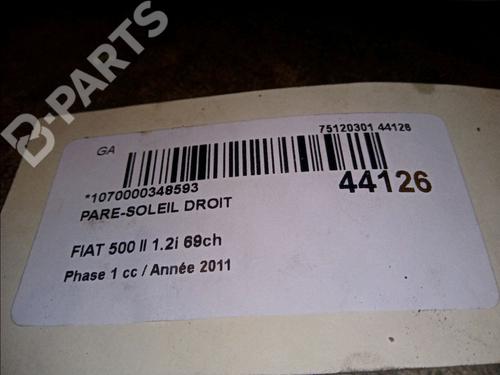 B-PARTS
GA
75120301 44126
*1070000348593
44126
PARE-SOLEIL DROIT
FIAT 500 II 1.2i 69ch
Phase 1 cc / Année 2011